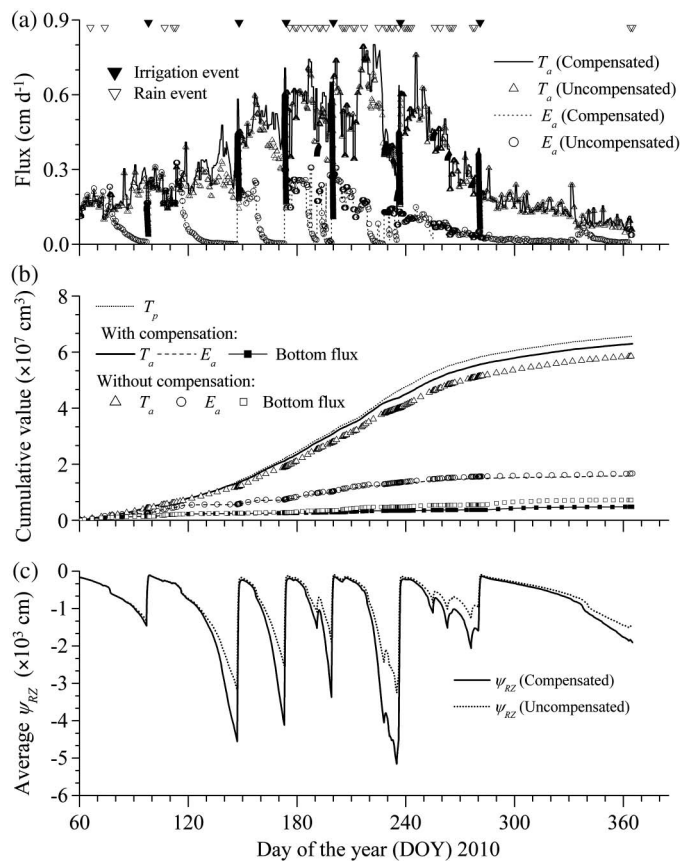 (a)
0.9
0.6
0.3
0.0
Flux (cm d-1)
Irrigation event
Rain event
Ta (Compensated)
Ta (Uncompensated)
Ea (Compensated)
Ea (Uncompensated)
(b)
8
6
4
2
0
Cumulative value (×10⁷ cm³)
Tp
With compensation:
Ta Ea Bottom flux
Without compensation:
Ta Ea Bottom flux
(c)
0
-1
-2
-3
-4
-5
-6
Average ψRZ (×10³ cm)
ψRZ (Compensated)
ψRZ (Uncompensated)
60 120 180 240 300 360
Day of the year (DOY) 2010